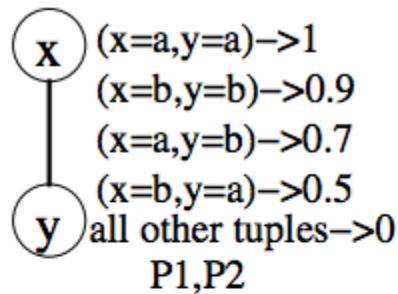 x (x=a,y=a)−>1
(x=b,y=b)−>0.9
(x=a,y=b)−>0.7
(x=b,y=a)−>0.5
y all other tuples−>0
P1,P2